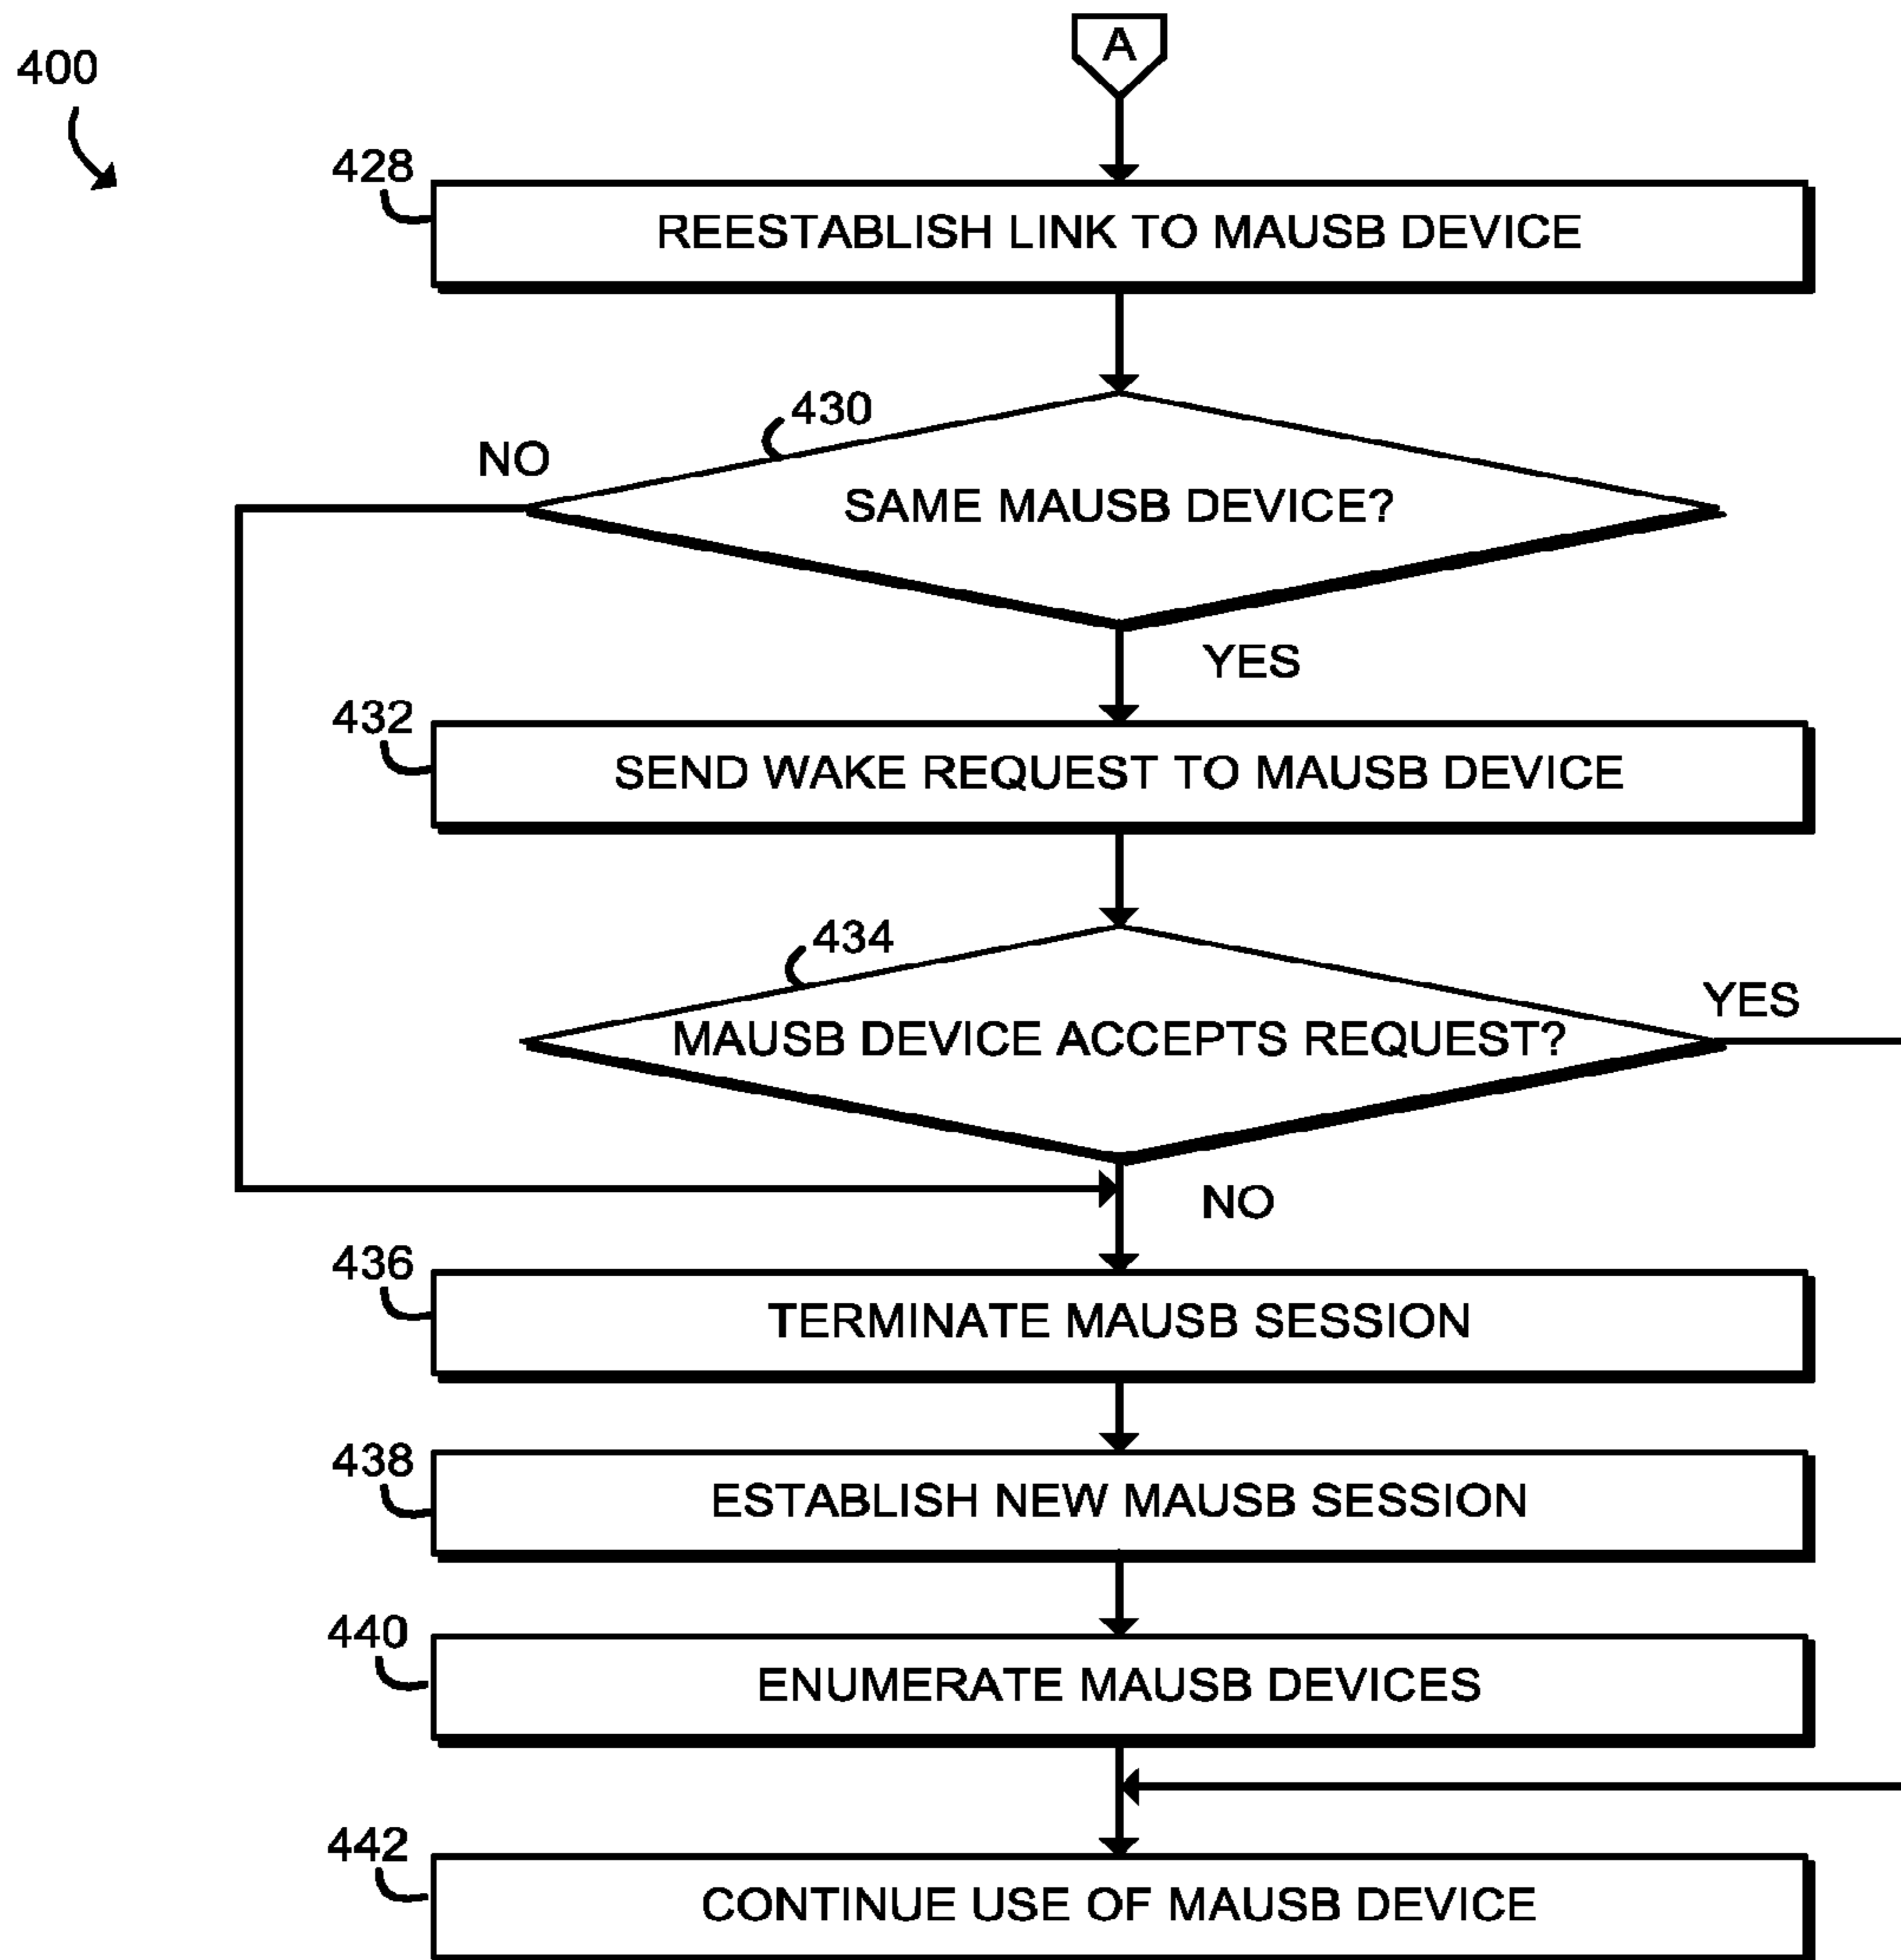 A
400
428
REESTABLISH LINK TO MAUSB DEVICE
430
NO
SAME MAUSB DEVICE?
YES
432
SEND WAKE REQUEST TO MAUSB DEVICE
434
YES
MAUSB DEVICE ACCEPTS REQUEST?
NO
436
TERMINATE MAUSB SESSION
438
ESTABLISH NEW MAUSB SESSION
440
ENUMERATE MAUSB DEVICES
442
CONTINUE USE OF MAUSB DEVICE